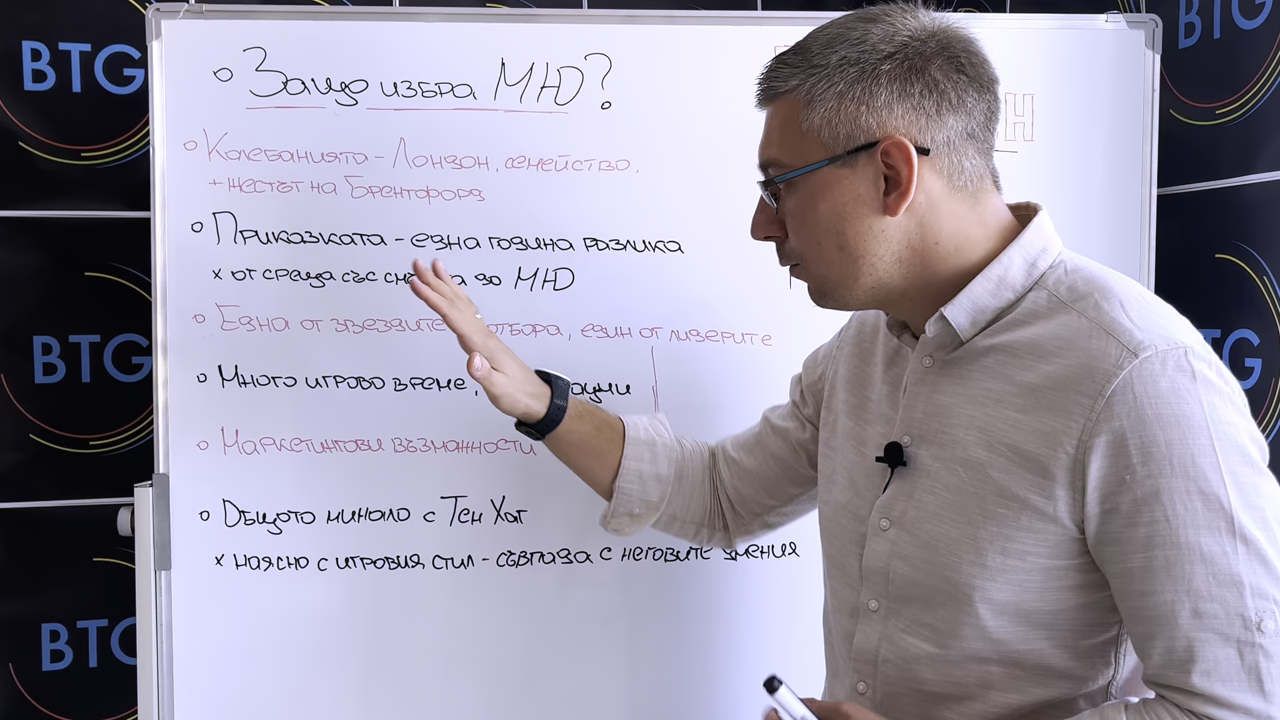 BTG
BTG
Защо избра МЮ?
Колебанията - Лондон, семейство,
+жестът на Брентфорд
Приказката - една година разлика
x от среща със до МЮ
Една от звездите отбора, един от лидерите
Много игрово време,
Маркетингови възможности
Общото минало с Тен Хаг
x наясно с игровия стил - съвпада с неговите умения
Н
BTG
BTG
BTG